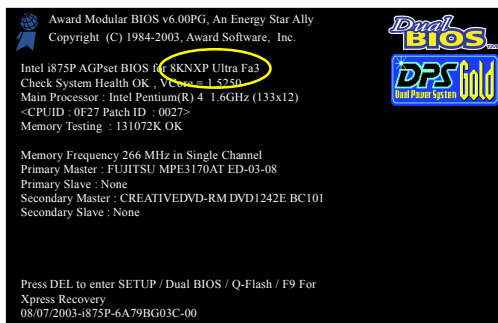 Award Modular BIOS v6.00PG, An Energy Star Ally
Copyright (C) 1984-2003, Award Software, Inc.
Dual
BIOS
Intel i875P AGPset BIOS for 8KNXP Ultra Fa3
Check System Health OK , VCore = 1.5250
Main Processor : Intel Pentium(R) 4 1.6GHz (133x12)
<CPUID : 0F27 Patch ID : 0027>
Memory Testing : 131072K OK
DPS Gold
Dual Power System
Memory Frequency 266 MHz in Single Channel
Primary Master : FUJITSU MPE3170AT ED-03-08
Primary Slave : None
Secondary Master : CREATIVEDVD-RM DVD1242E BC101
Secondary Slave : None
Press DEL to enter SETUP / Dual BIOS / Q-Flash / F9 For
Xpress Recovery
08/07/2003-i875P-6A79BG03C-00